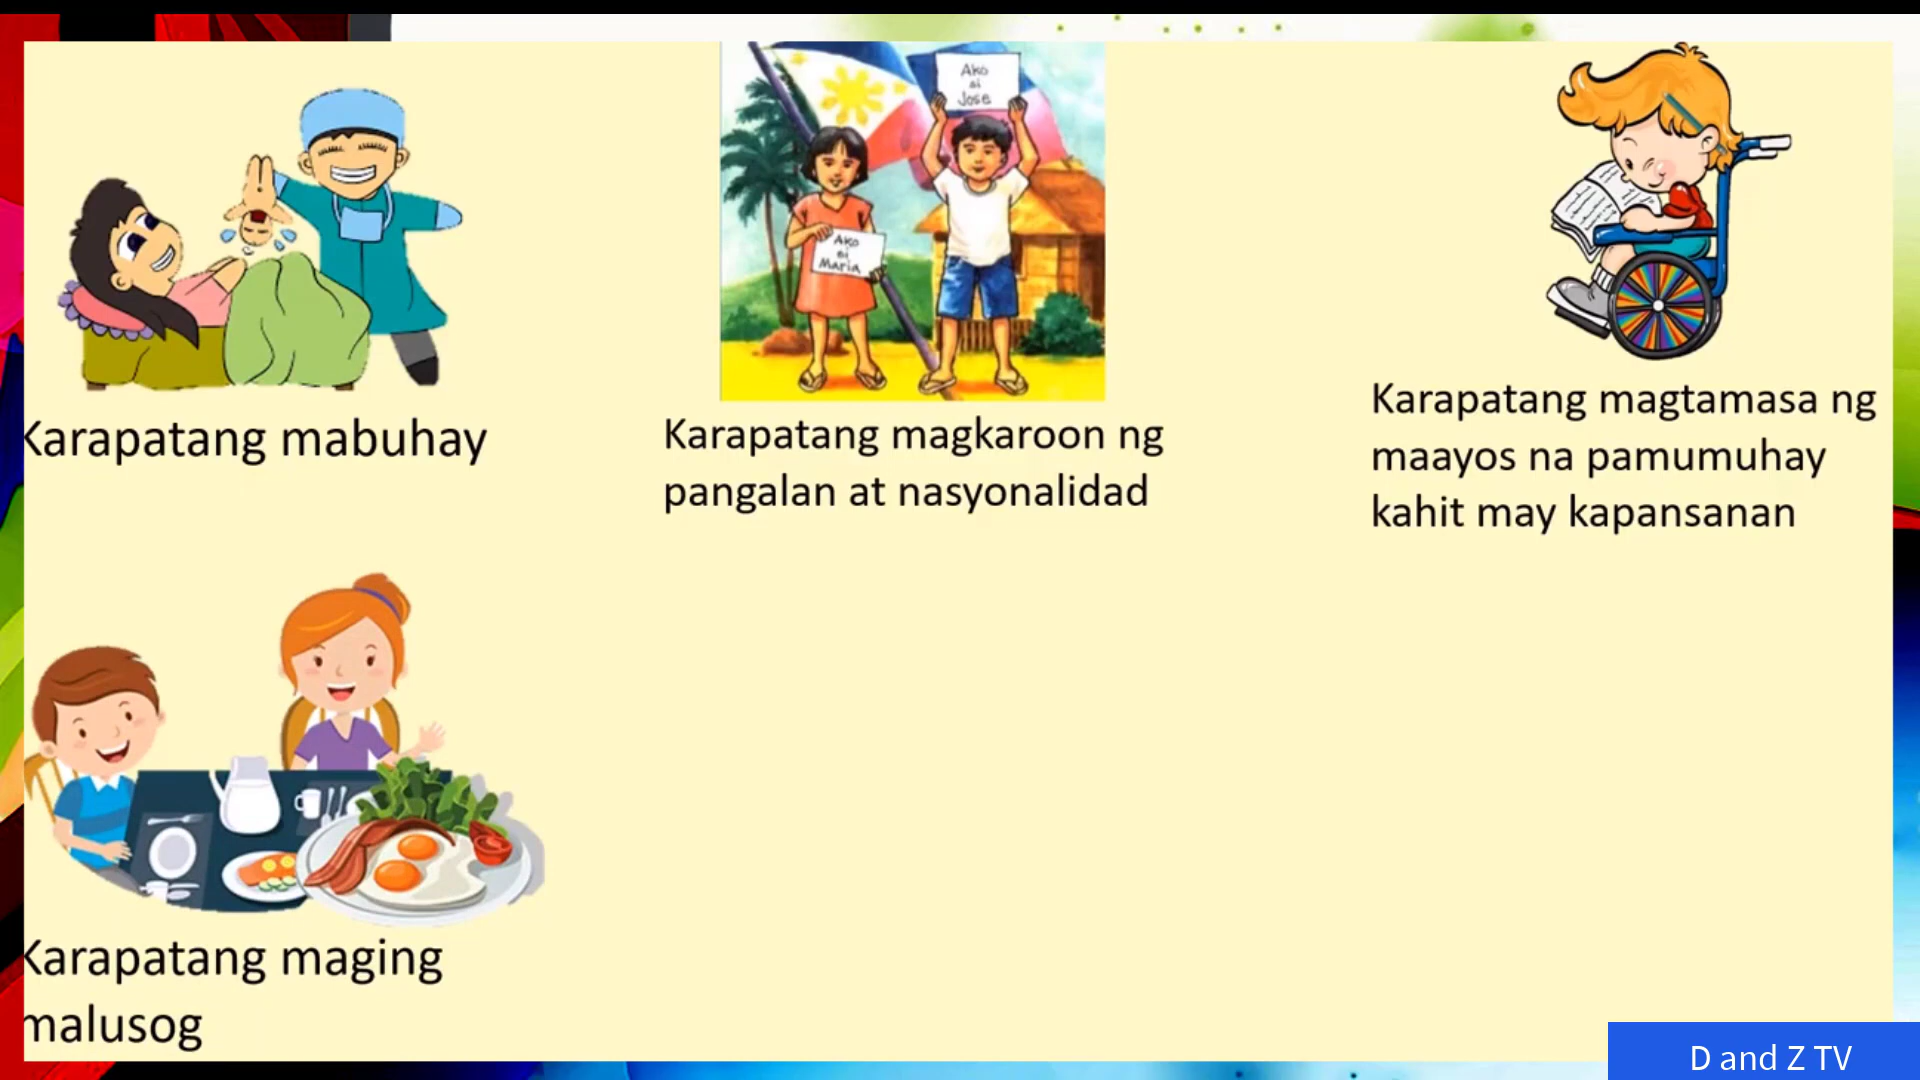 Ako
si
Jose
Ako
si
Maria
Karapatang mabuhay
Karapatang magkaroon ng
pangalan at nasyonalidad
Karapatang magtamasa ng
maayos na pamumuhay
kahit may kapansanan
Karapatang maging
malusog
D and Z TV